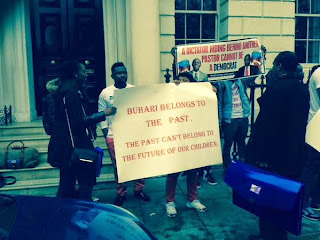 A DICTATOR HIDING BEHIND ANOTHER
PASTOR CANNOT BE
A DEMOCRAT
BUHARI BELONGS TO
THE PAST.
THE PAST CAN'T BELONG
TO THE FUTURE OF OUR CHILDREN.